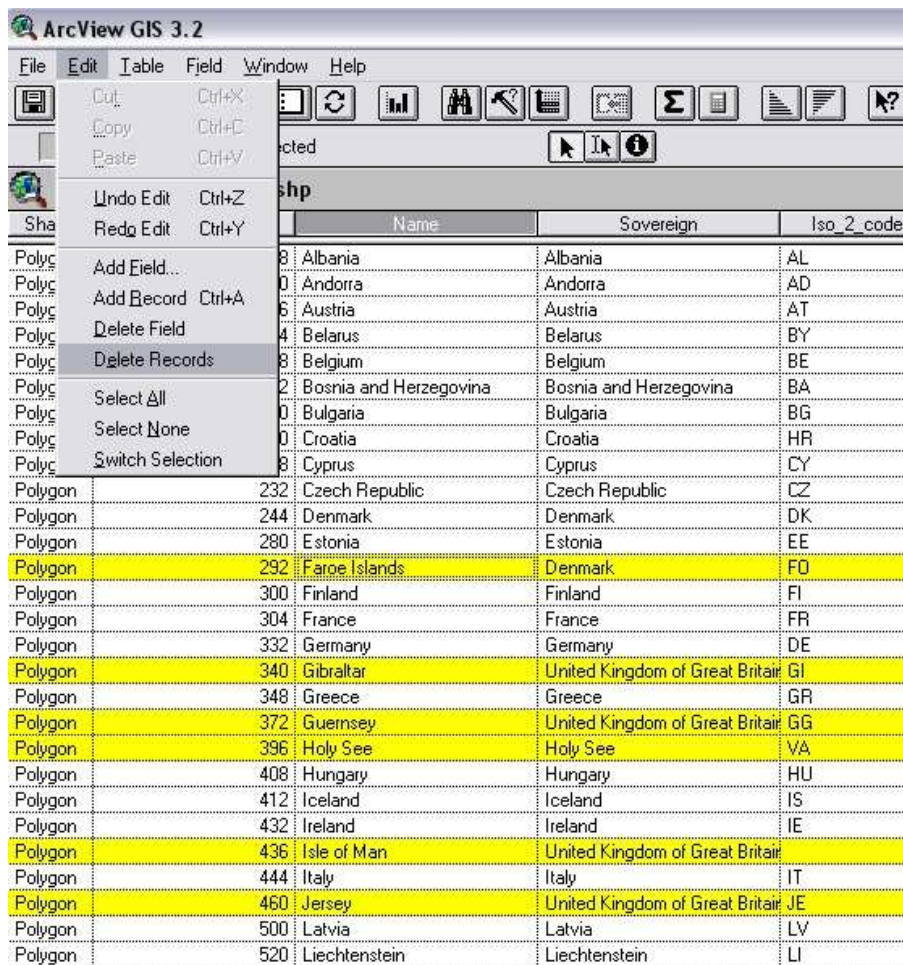 ArcView GIS 3.2
File Edit Table Field Window Help
Cut Ctrl+X
Copy Ctrl+C
Paste Ctrl+V
Undo Edit Ctrl+Z
Redo Edit Ctrl+Y
Add Field...
Add Record Ctrl+A
Delete Field
Delete Records
Select All
Select None
Switch Selection
cted
shp
Sha Name Sovereign Iso_2_code
Polyg 8 Albania Albania AL
Polyg 0 Andorra Andorra AD
Polyg 6 Austria Austria AT
Polyg 4 Belarus Belarus BY
Polyg 8 Belgium Belgium BE
Polyg 2 Bosnia and Herzegovina Bosnia and Herzegovina BA
Polyg 0 Bulgaria Bulgaria BG
Polyg 0 Croatia Croatia HR
Polyg 8 Cyprus Cyprus CY
Polygon 232 Czech Republic Czech Republic CZ
Polygon 244 Denmark Denmark DK
Polygon 280 Estonia Estonia EE
Polygon 292 Faroe Islands Denmark FO
Polygon 300 Finland Finland FI
Polygon 304 France France FR
Polygon 332 Germany Germany DE
Polygon 340 Gibraltar United Kingdom of Great Britain GI
Polygon 348 Greece Greece GR
Polygon 372 Guernsey United Kingdom of Great Britain GG
Polygon 396 Holy See Holy See VA
Polygon 408 Hungary Hungary HU
Polygon 412 Iceland Iceland IS
Polygon 432 Ireland Ireland IE
Polygon 436 Isle of Man United Kingdom of Great Britain
Polygon 444 Italy Italy IT
Polygon 460 Jersey United Kingdom of Great Britain JE
Polygon 500 Latvia Latvia LV
Polygon 520 Liechtenstein Liechtenstein LI